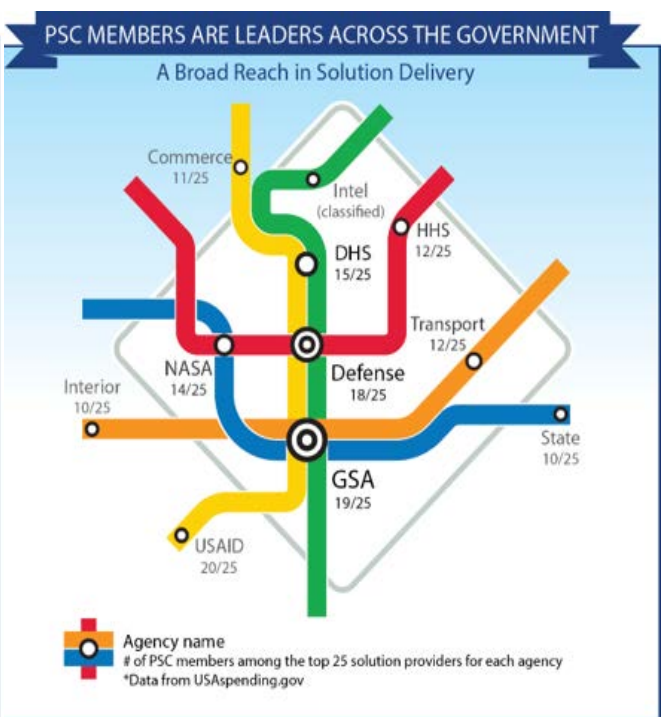 PSC MEMBERS ARE LEADERS ACROSS THE GOVERNMENT
A Broad Reach in Solution Delivery
Commerce
11/25
Intel
(classified)
HHS
12/25
DHS
15/25
Transport
12/25
NASA
14/25
Defense
18/25
Interior
10/25
State
10/25
GSA
19/25
USAID
20/25
Agency name
# of PSC members among the top 25 solution providers for each agency
*Data from USAspending.gov